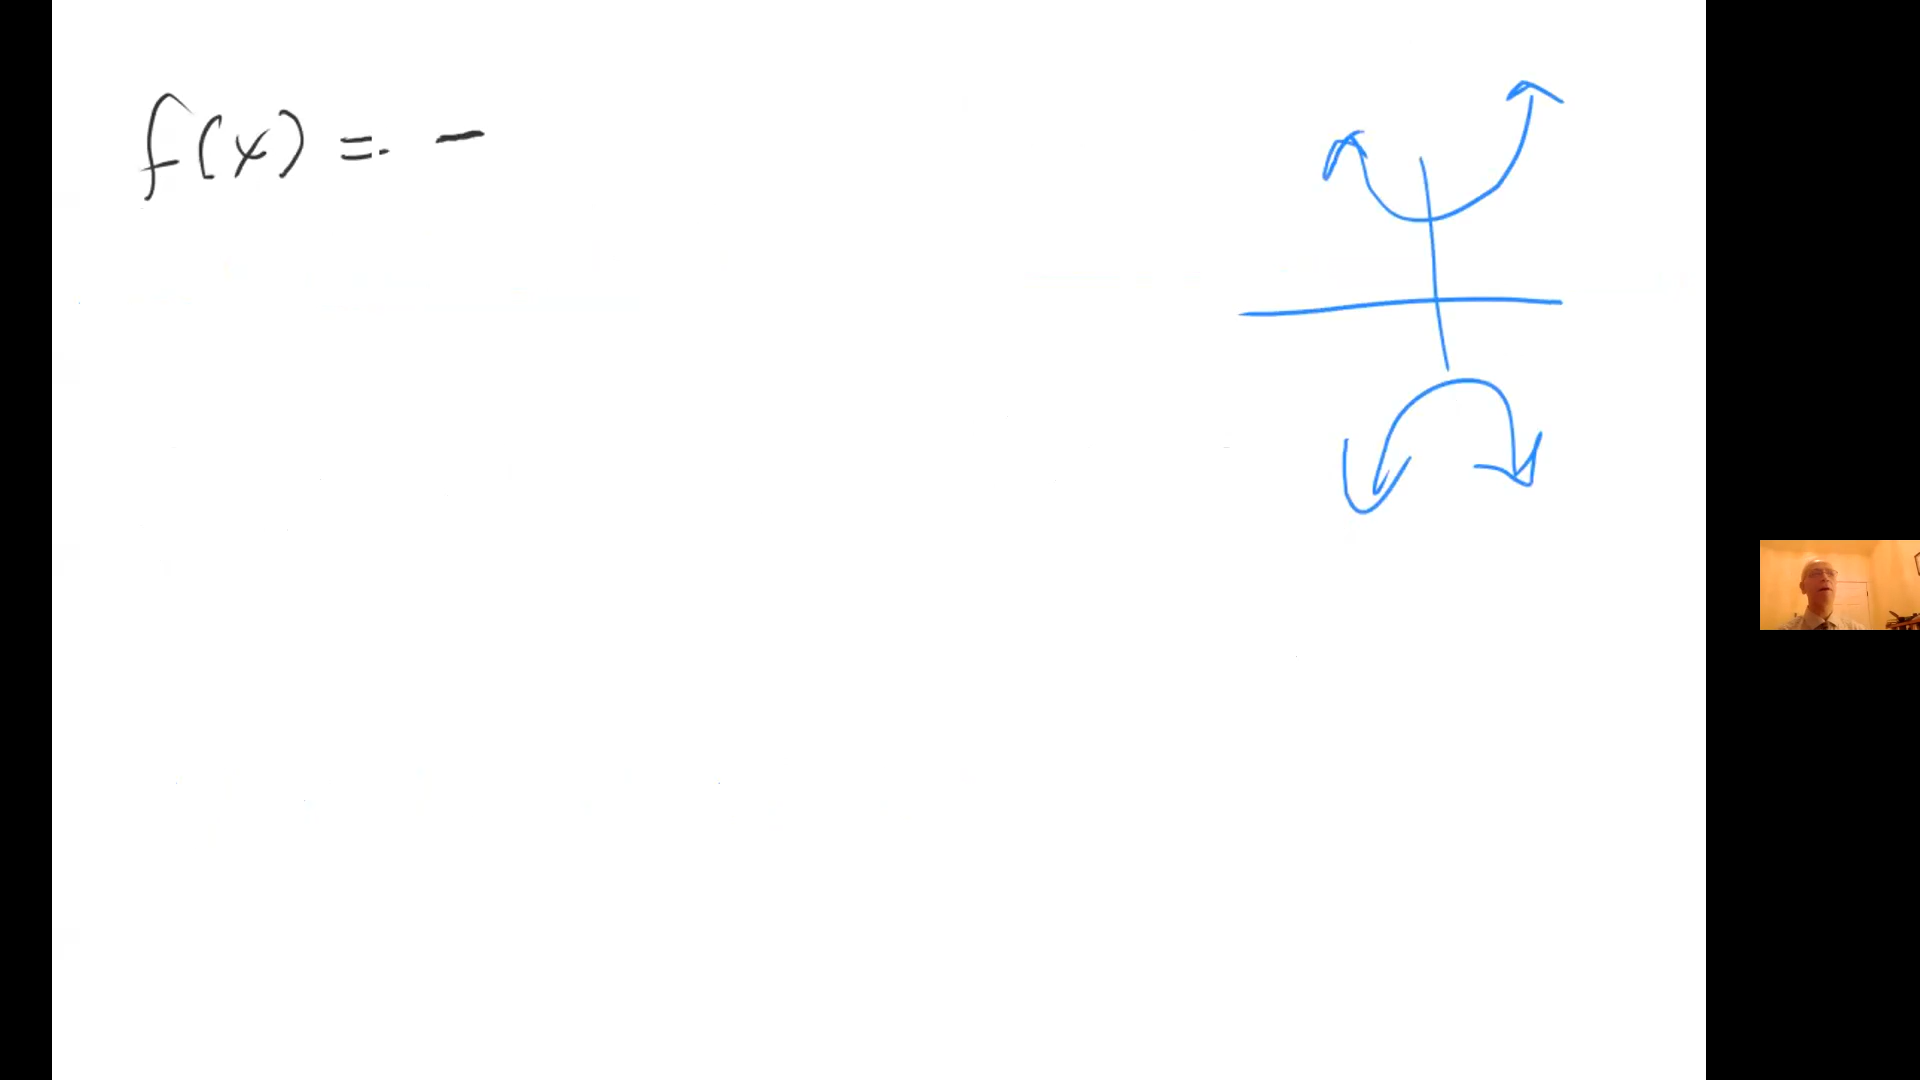 f(x) = -